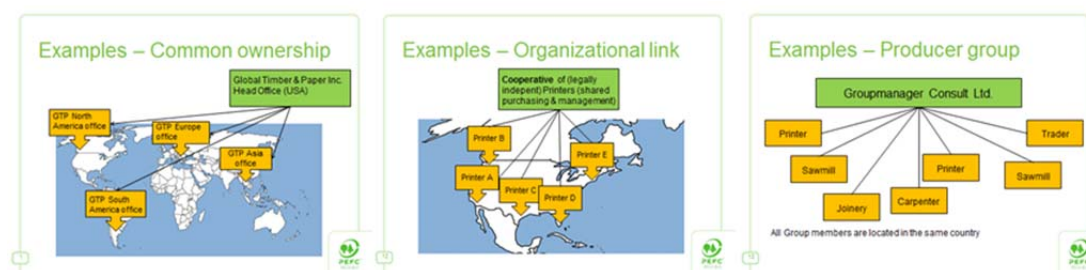 Examples – Common ownership
Global Timber & Paper Inc.
Head Office (USA)
GTP North
America office
GTP Europe
office
GTP Asia
office
GTP South
America office
PEFC
Examples – Organizational link
Cooperative of (legally
indepent) Printers (shared
purchasing & management)
Printer B
Printer E
Printer A
Printer C
Printer D
PEFC
Examples – Producer group
Groupmanager Consult Ltd.
Printer
Trader
Sawmill
Printer
Sawmill
Joinery
Carpenter
All Group members are located in the same country
PEFC